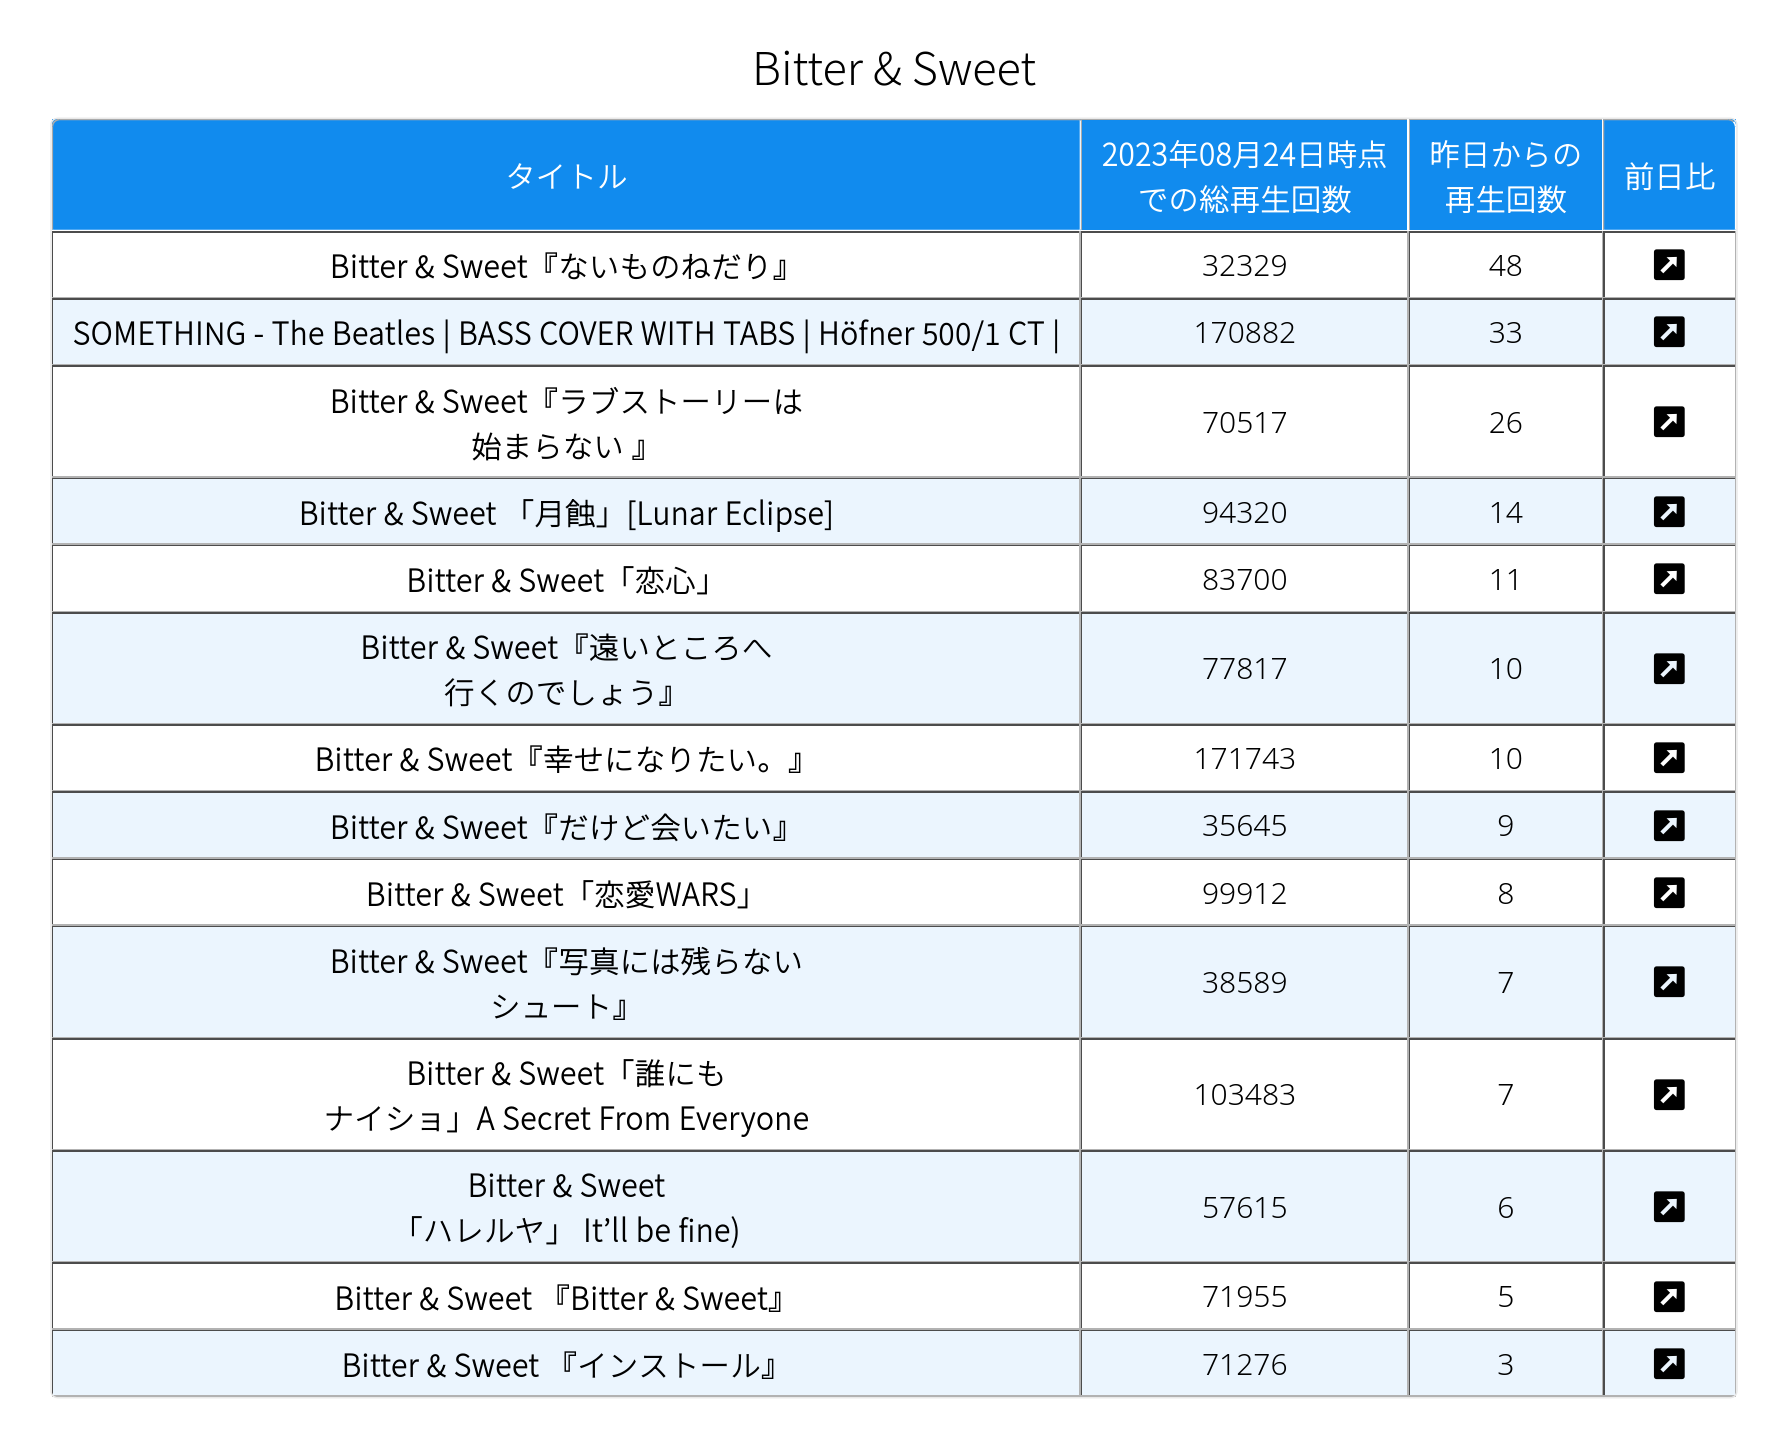 Bitter & Sweet
タイトル
2023年08月24日時点
での総再生回数
昨日からの
再生回数
前日比
Bitter & Sweet『ないものねだり』
32329
48
SOMETHING - The Beatles | BASS COVER WITH TABS | Höfner 500/1 CT |
170882
33
Bitter & Sweet『ラブストーリーは
始まらない 』
70517
26
Bitter & Sweet 「月蝕」[Lunar Eclipse]
94320
14
Bitter & Sweet「恋心」
83700
11
Bitter & Sweet『遠いところへ
行くのでしょう』
77817
10
Bitter & Sweet『幸せになりたい。』
171743
10
Bitter & Sweet『だけど会いたい』
35645
9
Bitter & Sweet「恋愛WARS」
99912
8
Bitter & Sweet『写真には残らない
シュート』
38589
7
Bitter & Sweet「誰にも
ナイショ」A Secret From Everyone
103483
7
Bitter & Sweet
「ハレルヤ」 It’ll be fine)
57615
6
Bitter & Sweet 『Bitter & Sweet』
71955
5
Bitter & Sweet 『インストール』
71276
3